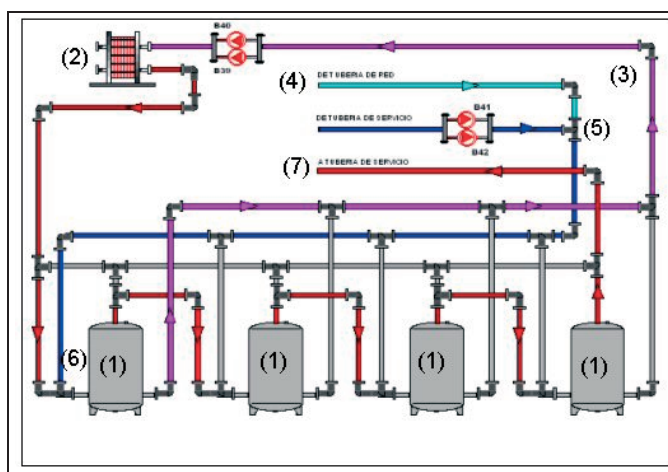 B40
(2)
B39
(3)
(4)
DE TUBERIA DE RED
DE TUBERIA DE SERVICIO
B41
(5)
B42
(7)
A TUBERIA DE SERVICIO
(6)
(1)
(1)
(1)
(1)